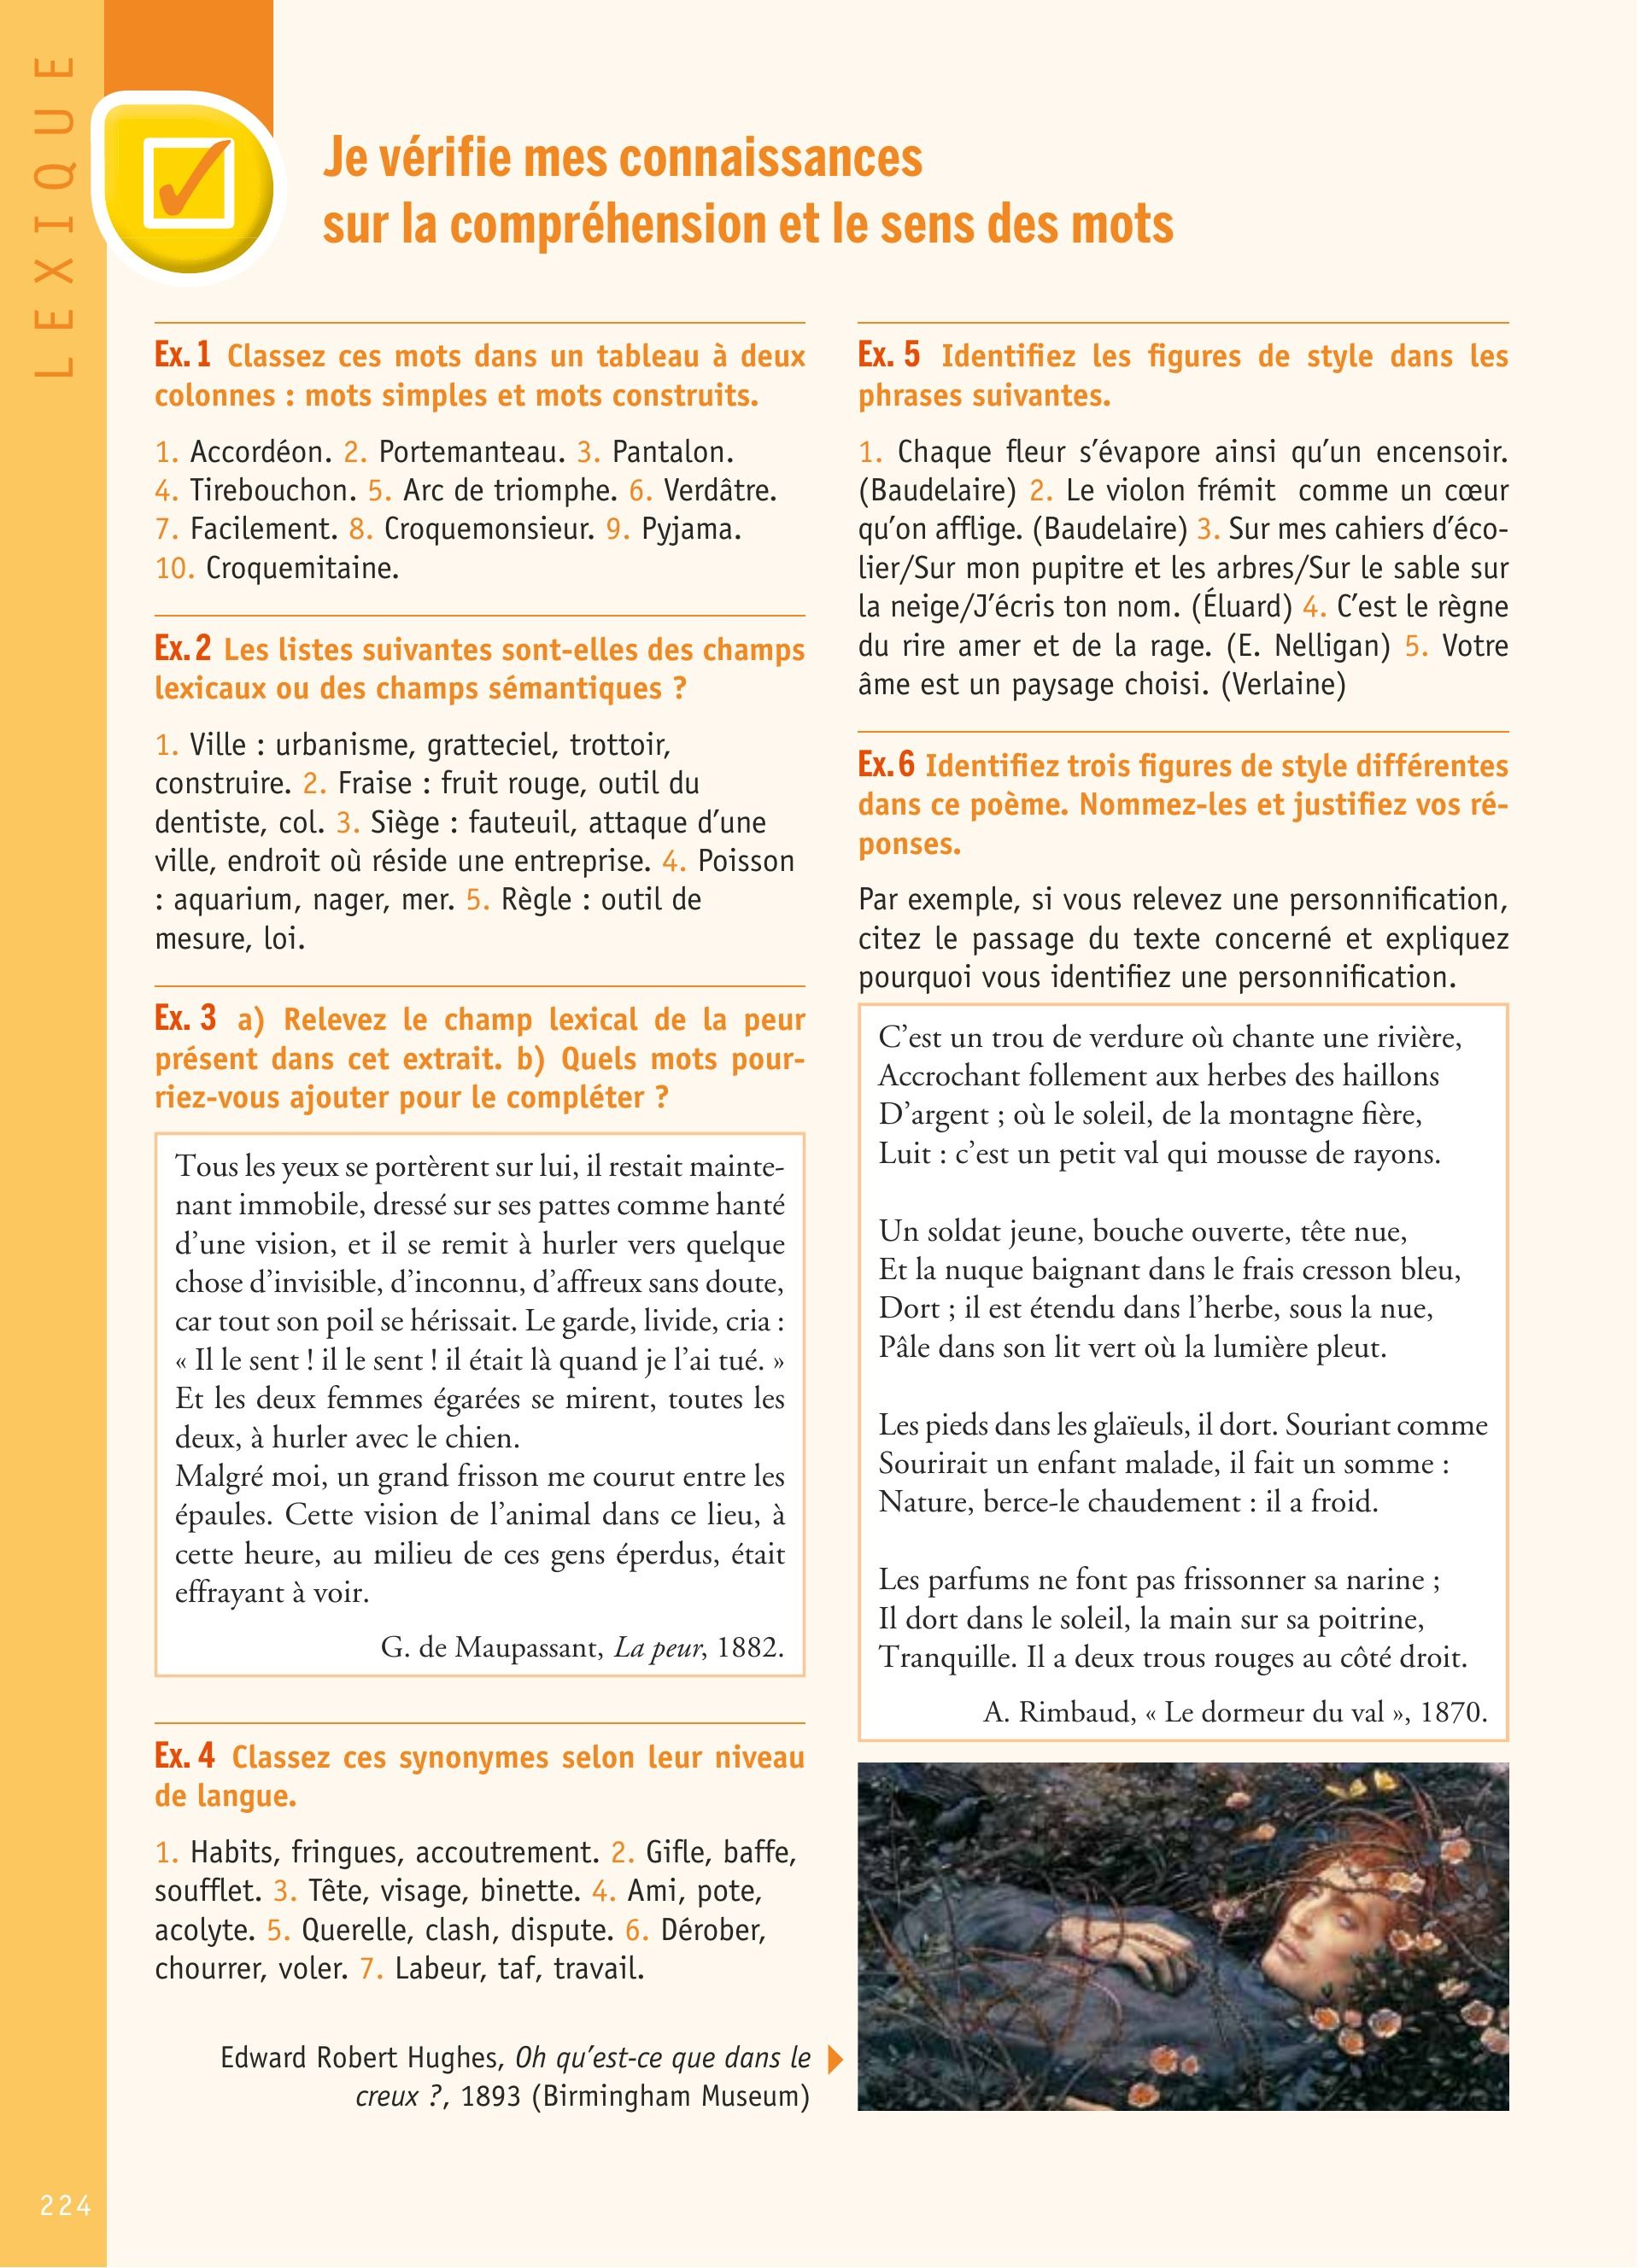 LEXIQUE
Je vérifie mes connaissances
sur la compréhension et le sens des mots
Ex. 1 Classez ces mots dans un tableau à deux
colonnes : mots simples et mots construits.
1. Accordéon. 2. Portemanteau. 3. Pantalon.
4. Tirebouchon. 5. Arc de triomphe. 6. Verdâtre.
7. Facilement. 8. Croquemonsieur. 9. Pyjama.
10. Croquemitaine.
Ex. 2 Les listes suivantes sont-elles des champs
lexicaux ou des champs sémantiques ?
1. Ville : urbanisme, gratteciel, trottoir,
construire. 2. Fraise : fruit rouge, outil du
dentiste, col. 3. Siège : fauteuil, attaque d'une
ville, endroit où réside une entreprise. 4. Poisson
: aquarium, nager, mer. 5. Règle : outil de
mesure, loi.
Ex. 3 a) Relevez le champ lexical de la peur
présent dans cet extrait. b) Quels mots pour-
riez-vous ajouter pour le compléter ?
Tous les yeux se portèrent sur lui, il restait mainte-
nant immobile, dressé sur ses pattes comme hanté
d'une vision, et il se remit à hurler vers quelque
chose d'invisible, d'inconnu, d'affreux sans doute,
car tout son poil se hérissait. Le garde, livide, cria :
« Il le sent ! il le sent ! il était là quand je l'ai tué. »
Et les deux femmes égarées se mirent, toutes les
deux, à hurler avec le chien.
Malgré moi, un grand frisson me courut entre les
épaules. Cette vision de l'animal dans ce lieu, à
cette heure, au milieu de ces gens éperdus, était
effrayant à voir.
G. de Maupassant, La peur, 1882.
Ex. 4 Classez ces synonymes selon leur niveau
de langue.
1. Habits, fringues, accoutrement. 2. Gifle, baffe,
soufflet. 3. Tête, visage, binette. 4. Ami, pote,
acolyte. 5. Querelle, clash, dispute. 6. Dérober,
chourrer, voler. 7. Labeur, taf, travail.
Edward Robert Hughes, Oh qu'est-ce que dans le
creux ?, 1893 (Birmingham Museum)
Ex. 5 Identifiez les figures de style dans les
phrases suivantes.
1. Chaque fleur s'évapore ainsi qu'un encensoir.
(Baudelaire) 2. Le violon frémit comme un cœur
qu'on afflige. (Baudelaire) 3. Sur mes cahiers d'éco-
lier/Sur mon pupitre et les arbres/Sur le sable sur
la neige/J'écris ton nom. (Éluard) 4. C'est le règne
du rire amer et de la rage. (E. Nelligan) 5. Votre
âme est un paysage choisi. (Verlaine)
Ex. 6 Identifiez trois figures de style différentes
dans ce poème. Nommez-les et justifiez vos ré-
ponses.
Par exemple, si vous relevez une personnification,
citez le passage du texte concerné et expliquez
pourquoi vous identifiez une personnification.
C'est un trou de verdure où chante une rivière,
Accrochant follement aux herbes des haillons
D'argent ; où le soleil, de la montagne fière,
Luit : c'est un petit val qui mousse de rayons.
Un soldat jeune, bouche ouverte, tête nue,
Et la nuque baignant dans le frais cresson bleu,
Dort ; il est étendu dans l'herbe, sous la nue,
Pâle dans son lit vert où la lumière pleut.
Les pieds dans les glaïeuls, il dort. Souriant comme
Sourirait un enfant malade, il fait un somme :
Nature, berce-le chaudement : il a froid.
Les parfums ne font pas frissonner sa narine ;
Il dort dans le soleil, la main sur sa poitrine,
Tranquille. Il a deux trous rouges au côté droit.
A. Rimbaud, « Le dormeur du val », 1870.
224